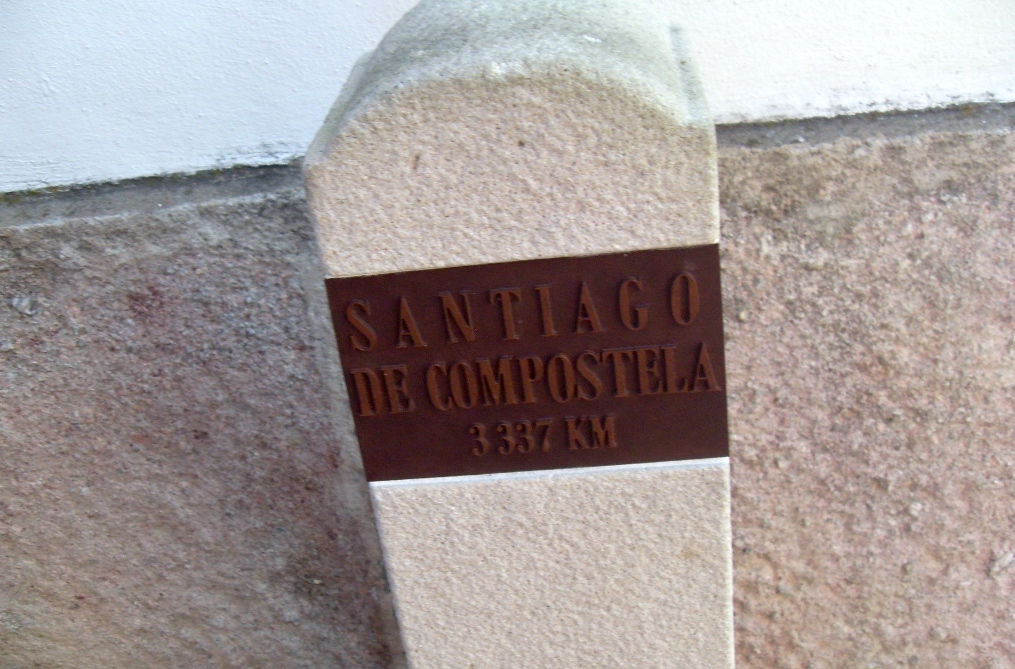 SANTIAGO
DE COMPOSTELA
3 337 KM